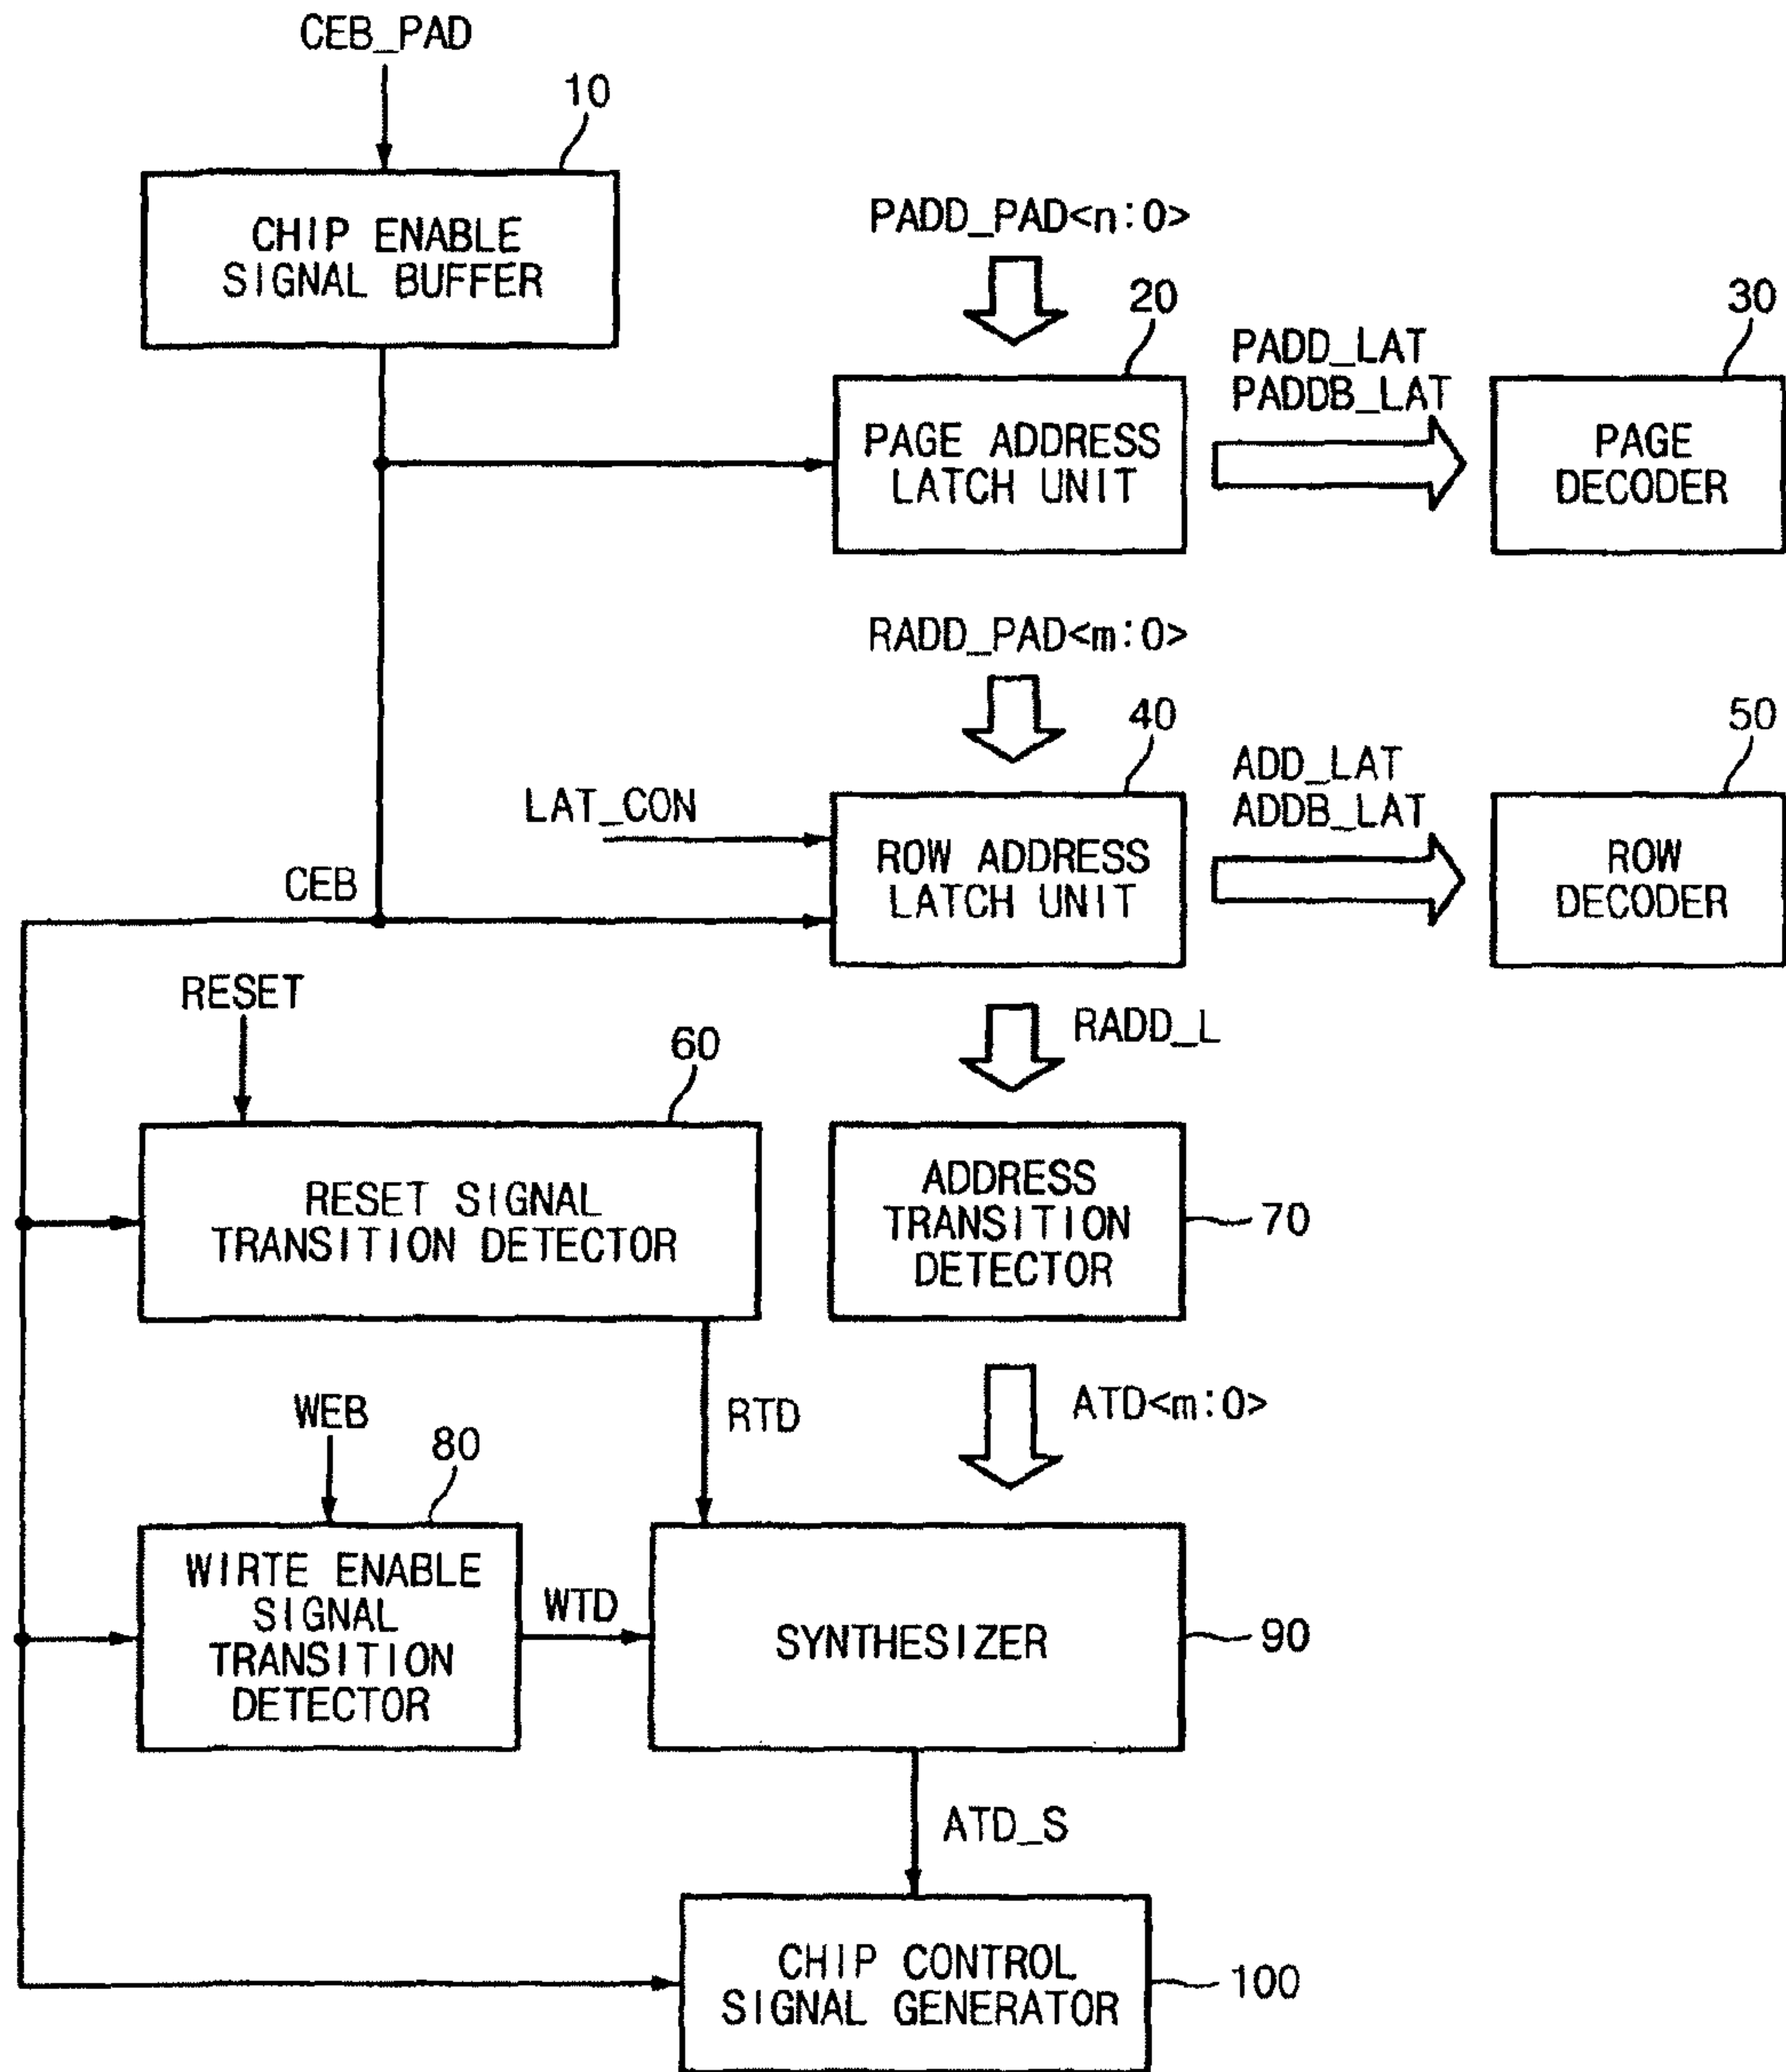 CEB_PAD
10
CHIP ENABLE
SIGNAL BUFFER
PADD_PAD<n:0>
20
PAGE ADDRESS
LATCH UNIT
PADD_LAT
PADDB_LAT
30
PAGE
DECODER
RADD_PAD<m:0>
40
LAT_CON
CEB
ROW ADDRESS
LATCH UNIT
ADD_LAT
ADDB_LAT
50
ROW
DECODER
RESET
60
RESET SIGNAL
TRANSITION DETECTOR
RADD_L
ADDRESS
TRANSITION
DETECTOR
70
RTD
ATD<m:0>
WEB
80
WIRTE ENABLE
SIGNAL
TRANSITION
DETECTOR
WTD
SYNTHESIZER
90
ATD_S
CHIP CONTROL
SIGNAL GENERATOR
100